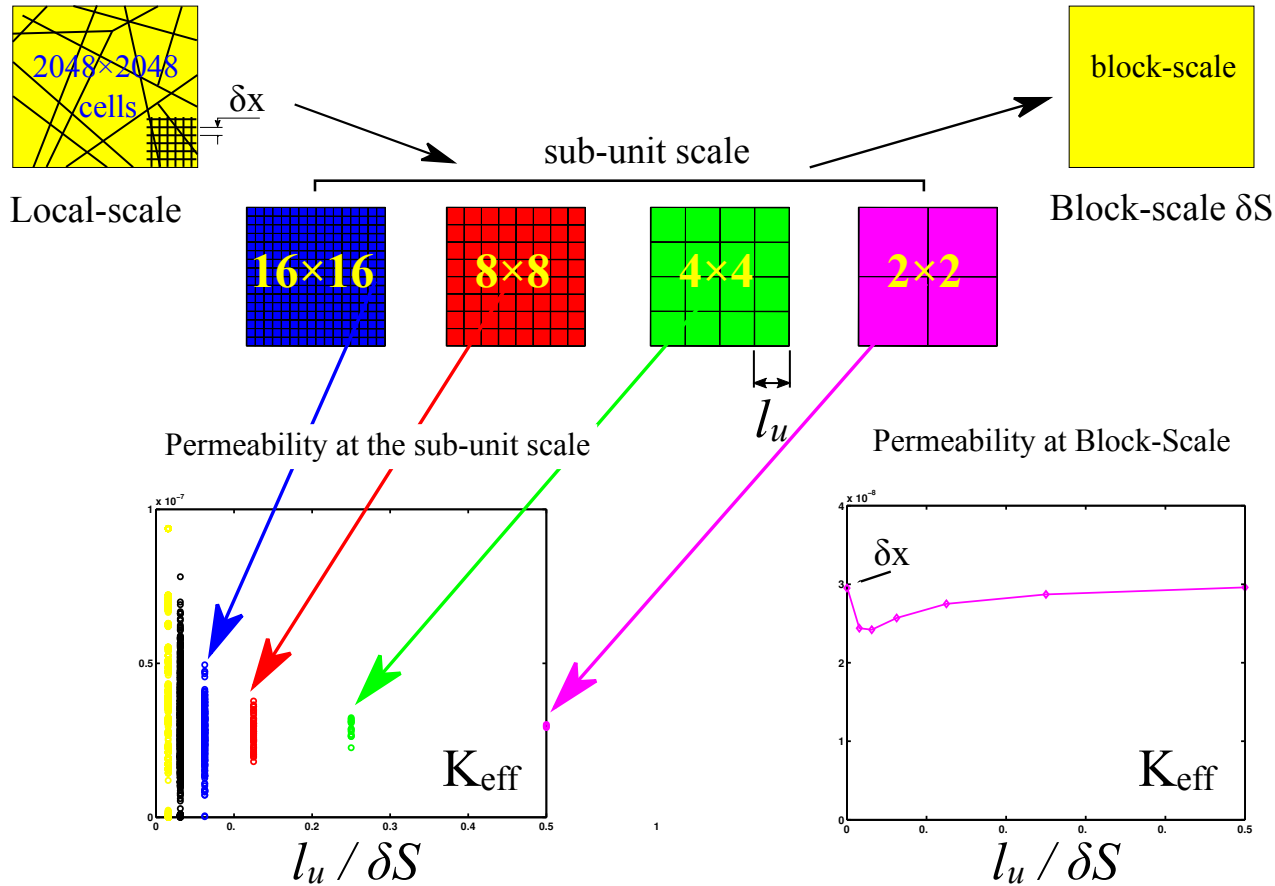 2048×2048
cells
δx
block-scale
sub-unit scale
Local-scale
Block-scale δS
16×16
8×8
4×4
2×2
l_u
Permeability at the sub-unit scale
Permeability at Block-Scale
x 10⁻⁷
1
0.5
0
K_eff
0
0.
0.2
0.3
0.4
0.5
1
l_u / δS
x 10⁻⁸
4
3
2
1
0
δx
K_eff
0
0.
0.
0.
0.
0.5
l_u / δS